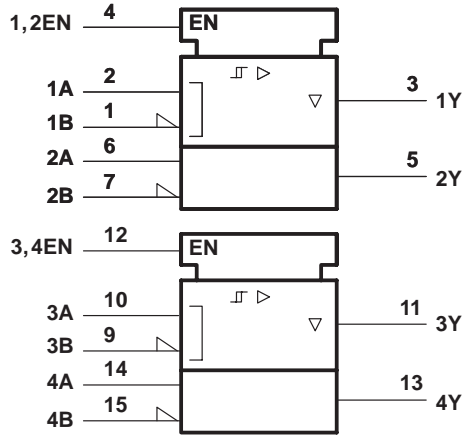 1,2EN 4 EN
1A 2
3 1Y
1B 1
2A 6
5 2Y
2B 7
3,4EN 12 EN
3A 10
11 3Y
3B 9
4A 14
13 4Y
4B 15